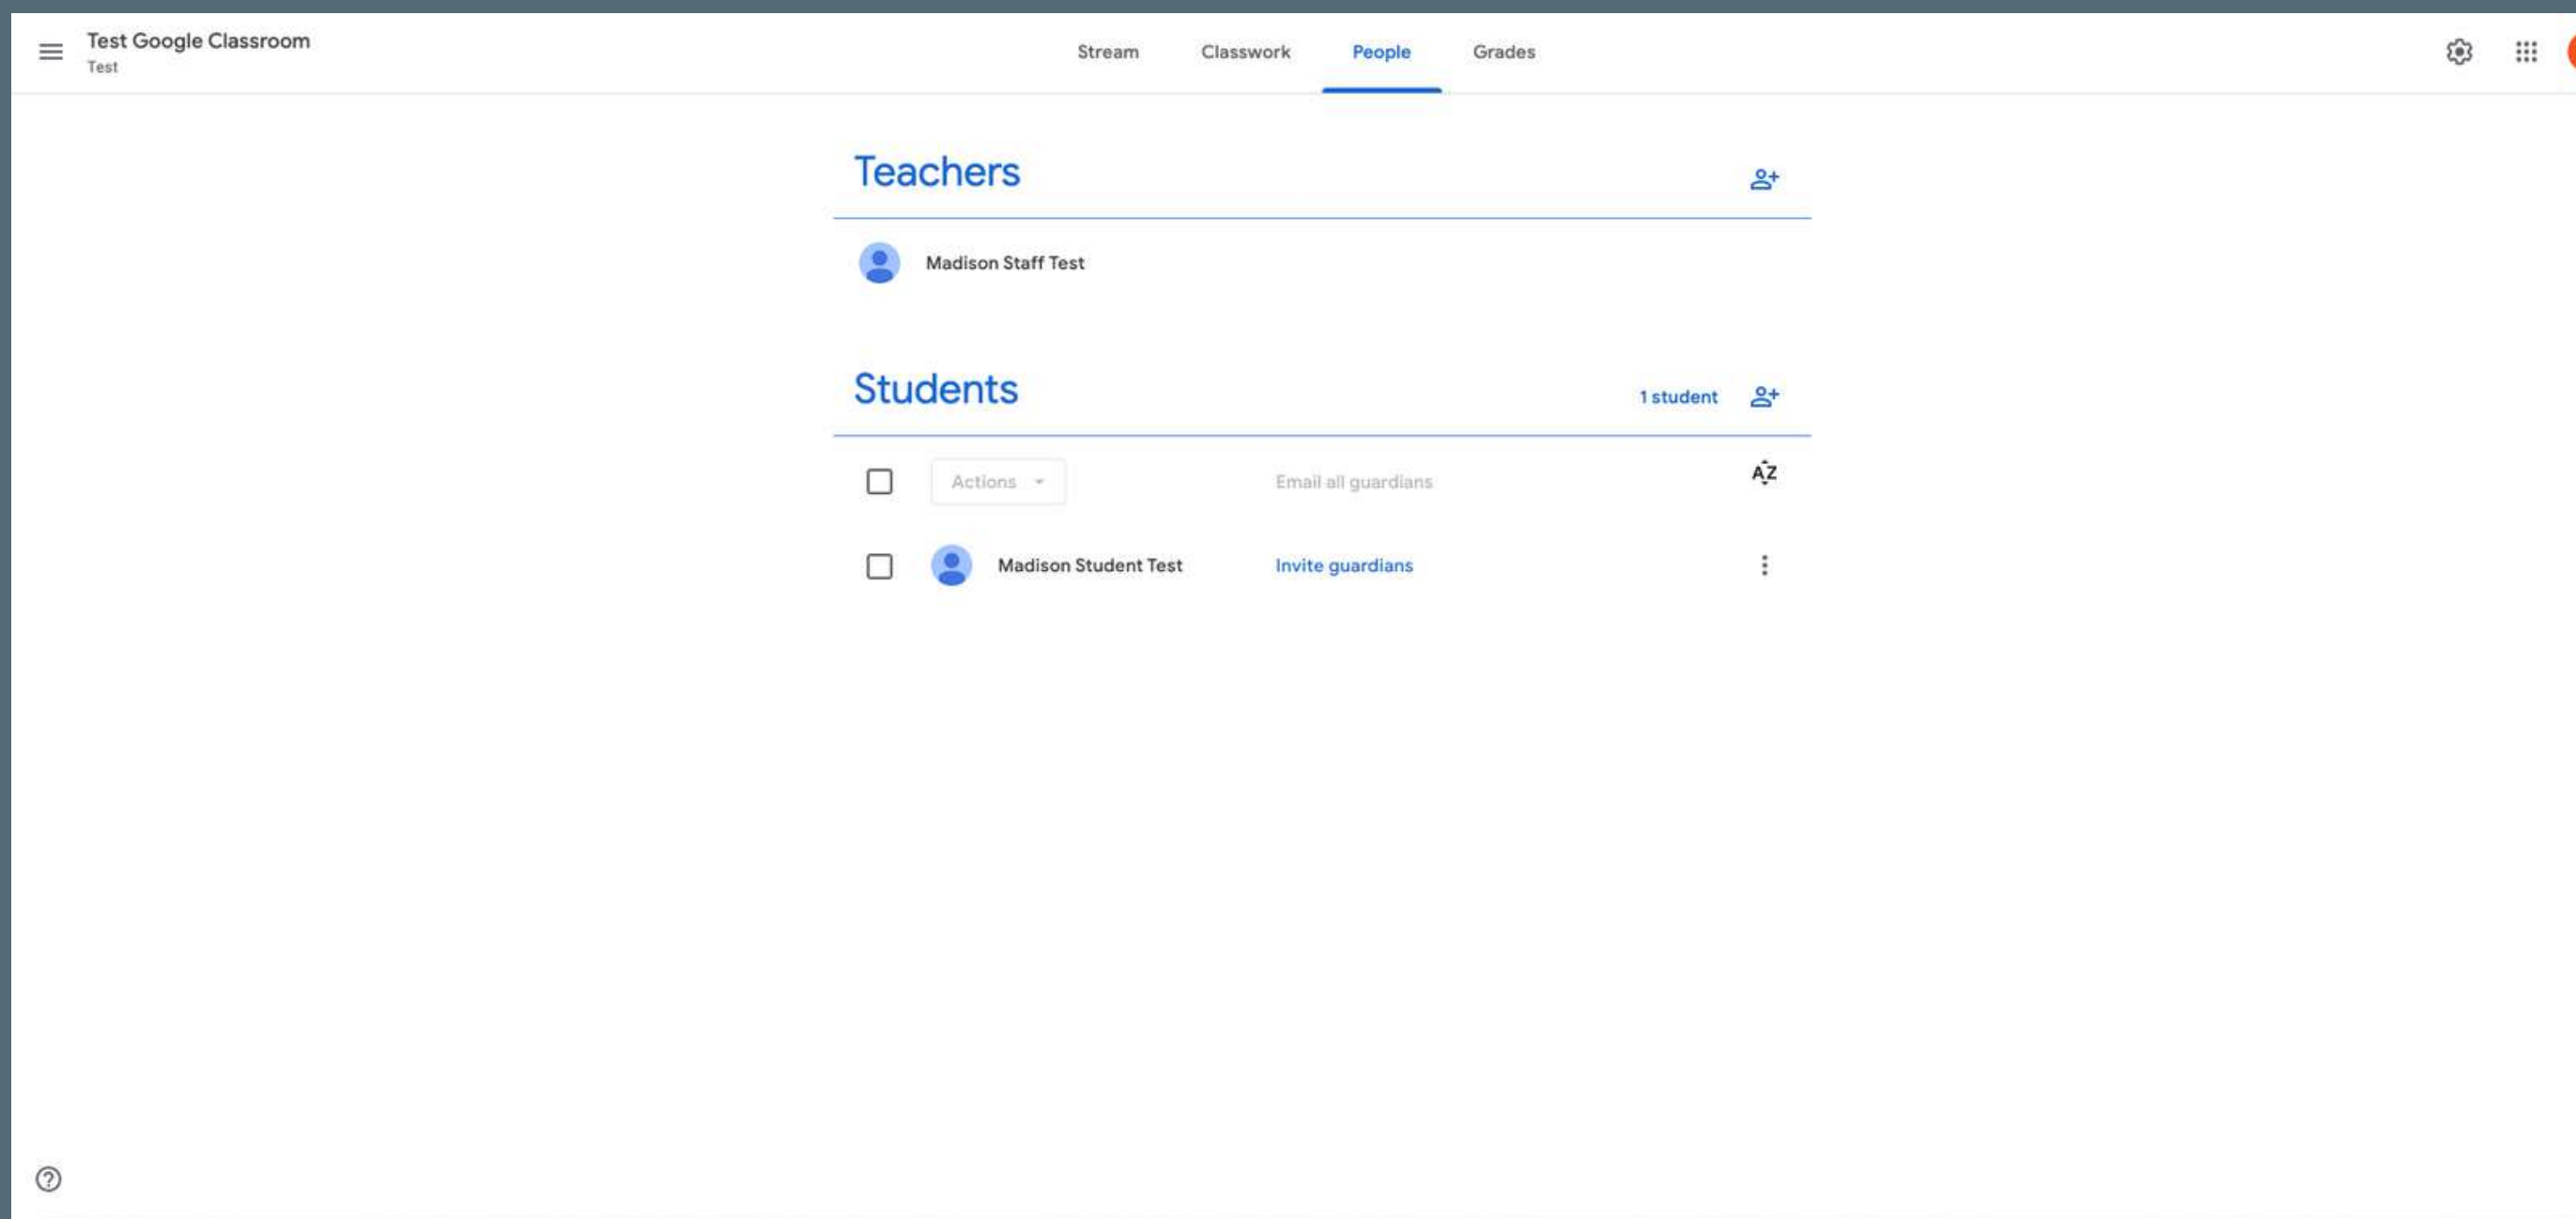 Test Google Classroom
Test
Stream Classwork People Grades
Teachers
Madison Staff Test
Students 1 student
Actions Email all guardians AZ
Madison Student Test Invite guardians